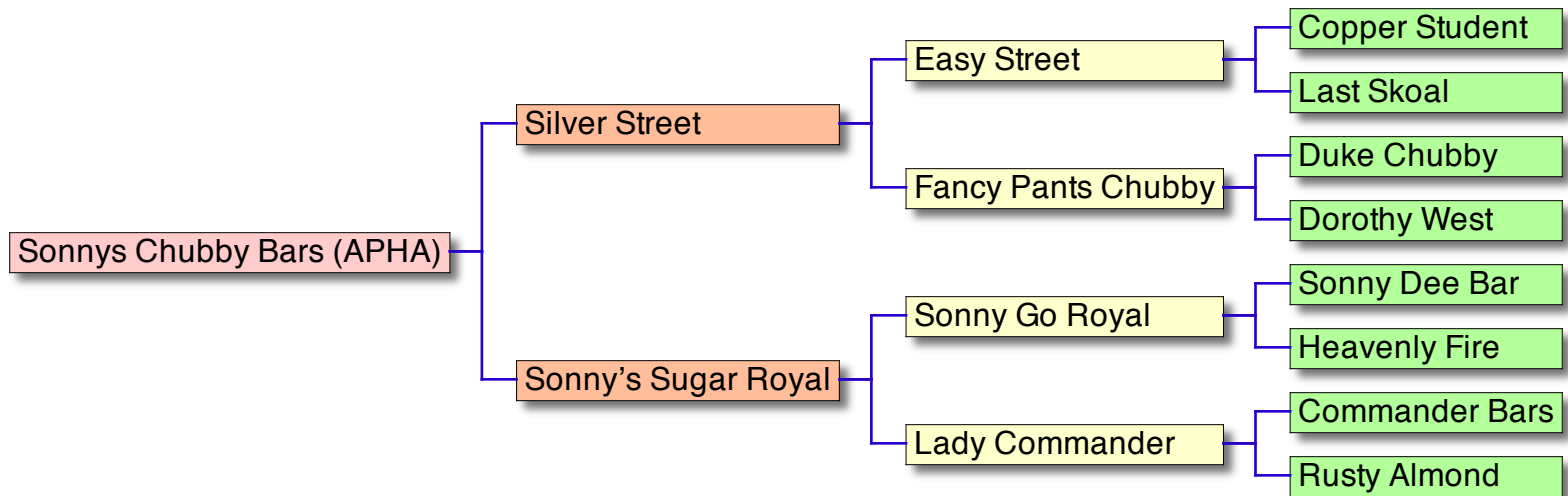 Copper Student
Easy Street
Last Skoal
Silver Street
Duke Chubby
Fancy Pants Chubby
Dorothy West
Sonnys Chubby Bars (APHA)
Sonny Dee Bar
Sonny Go Royal
Heavenly Fire
Sonny's Sugar Royal
Commander Bars
Lady Commander
Rusty Almond